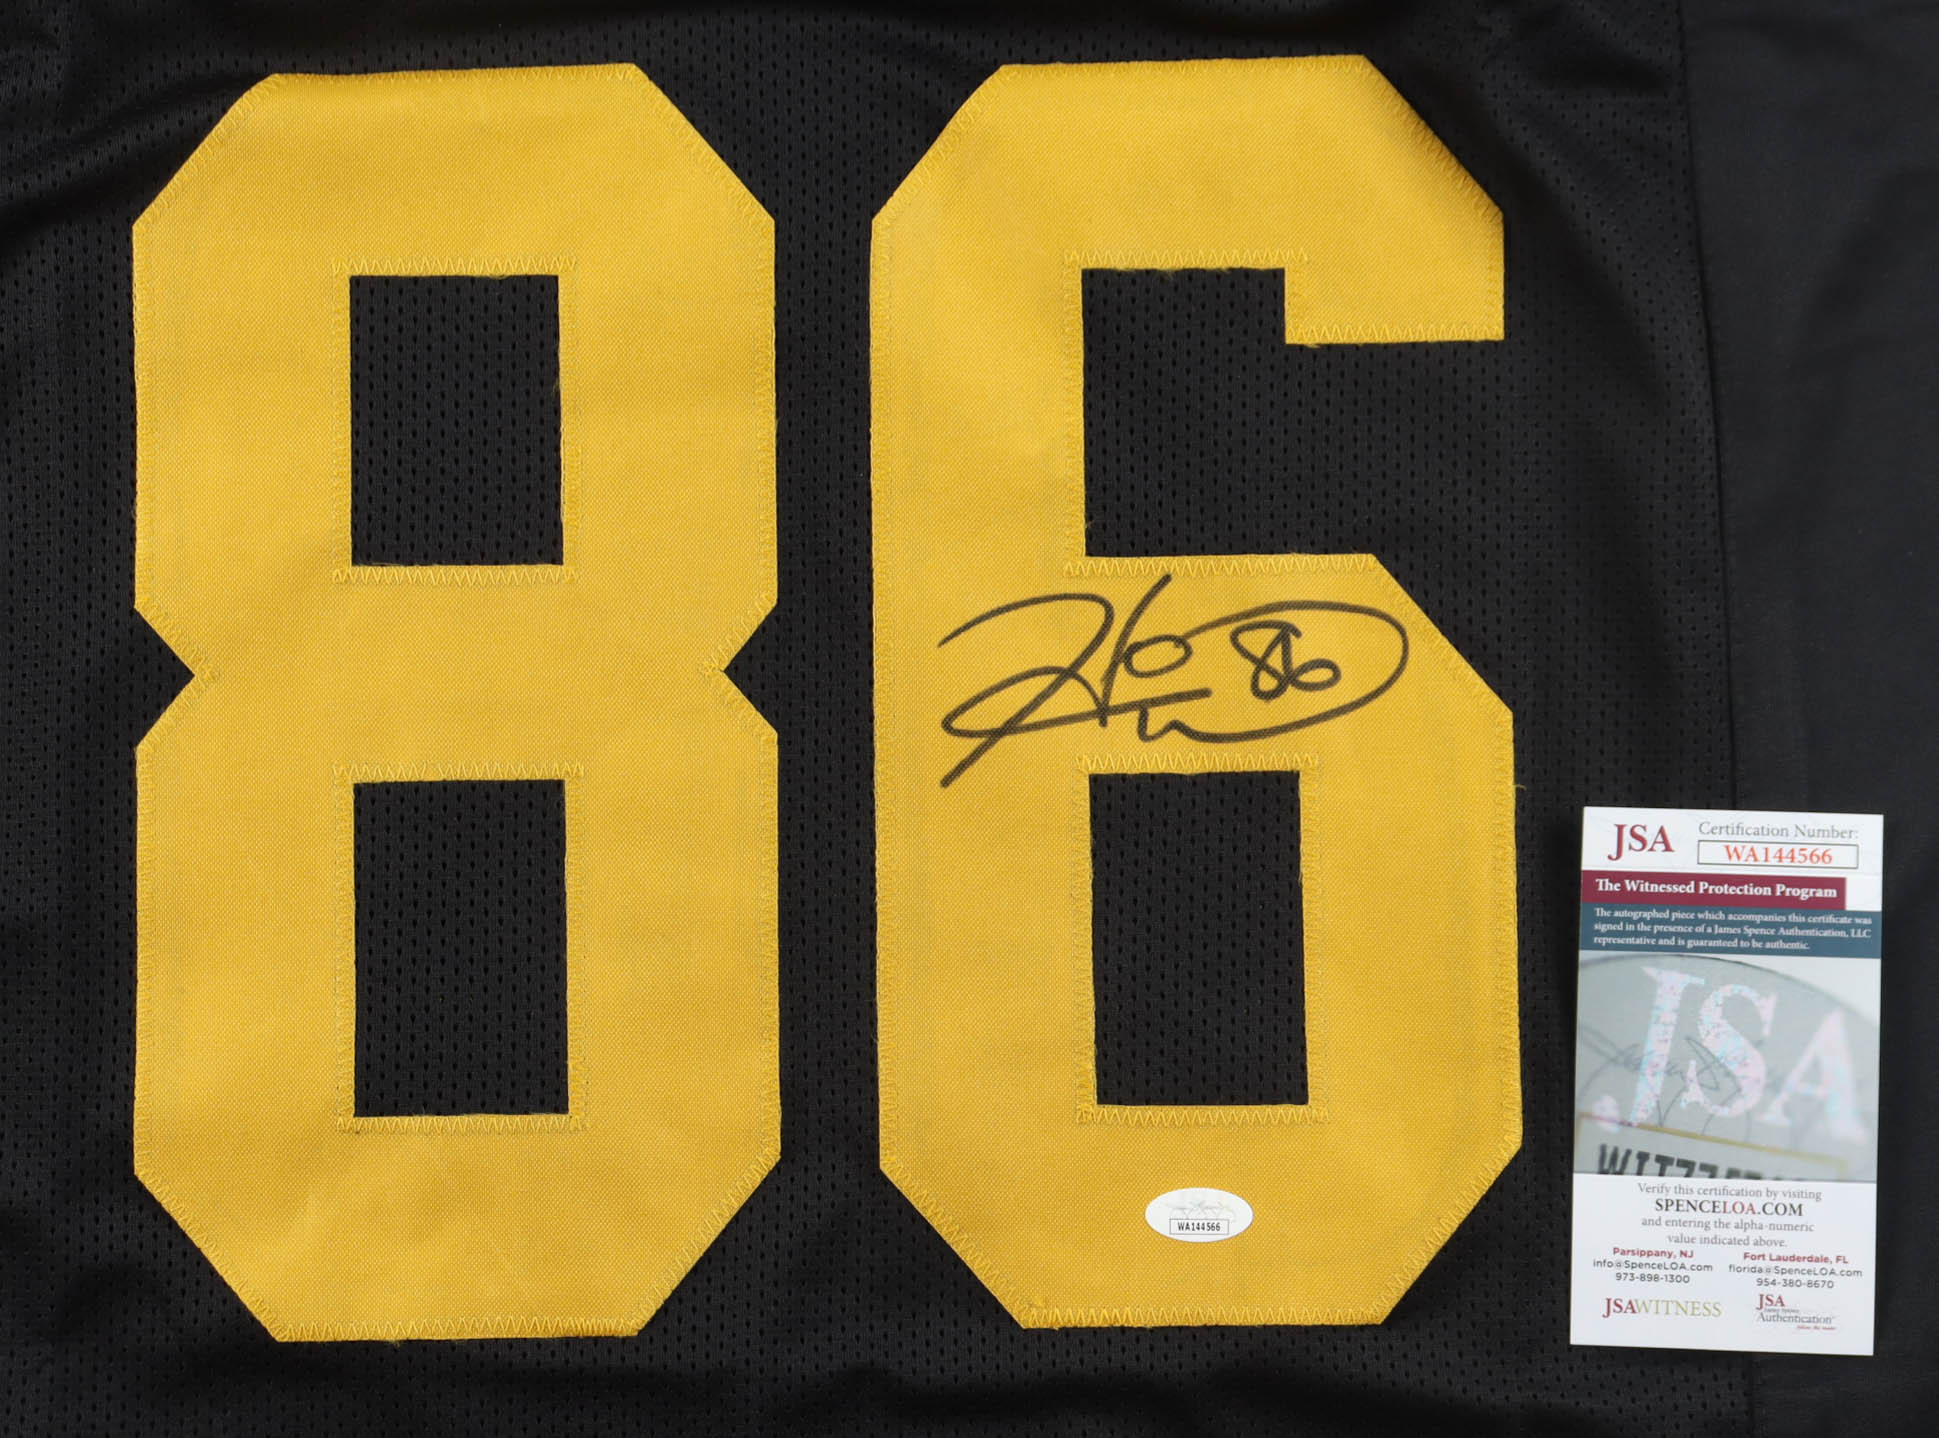 86
86
WA144566
JSA
Certification Number:
WA144566
The Witnessed Protection Program
The autographed piece which accompanies this certificate was
signed in the presence of a James Spence Authentication, LLC
representative and is guaranteed to be authentic.
JSA
Verify this certification by visiting
SPENCELOA.COM
and entering the alpha-numeric
value indicated above.
Parsippany, NJ
info@SpenceLOA.com
973-898-1300
Fort Lauderdale, FL
florida@SpenceLOA.com
954-380-8670
JSAWITNESS
JSA
James Spence
Authentication